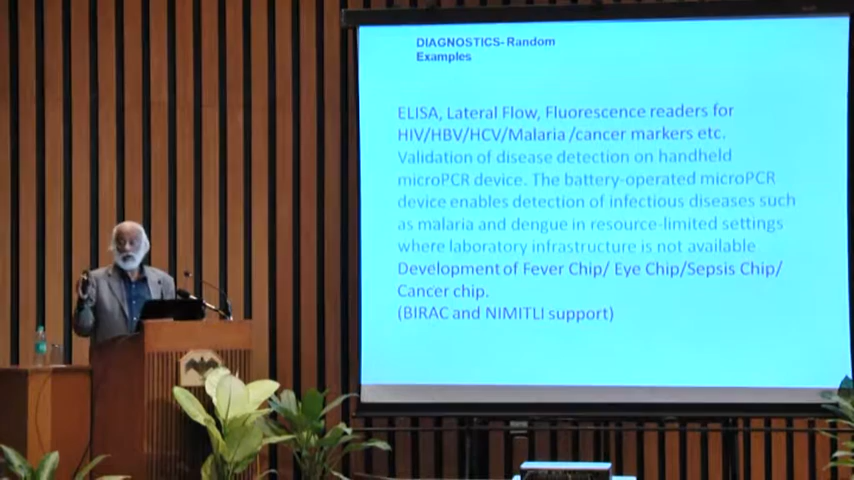 DIAGNOSTICS- Random
Examples
ELISA, Lateral Flow, Fluorescence readers for
HIV/HBV/HCV/Malaria /cancer markers etc.
Validation of disease detection on handheld
microPCR device. The battery-operated microPCR
device enables detection of infectious diseases such
as malaria and dengue in resource-limited settings
where laboratory infrastructure is not available
Development of Fever Chip/ Eye Chip/Sepsis Chip/
Cancer chip.
(BIRAC and NIMITLI support)